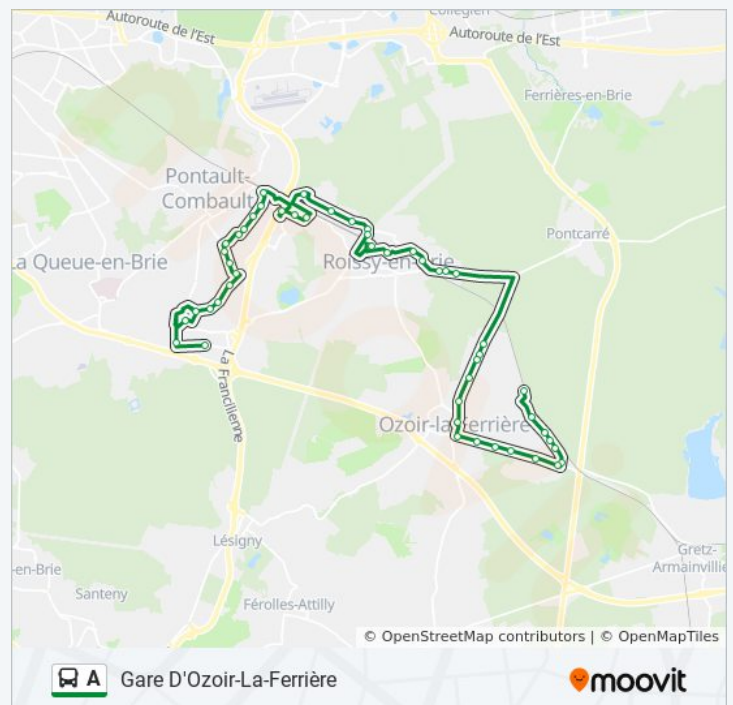 Collégien
Autoroute de l'Est
Autoroute de l'Est
Ferrières-en-Brie
Pontault-
Combault
Pontcarré
La Queue-en-Brie
Roissy-en-Brie
La Francilienne
Ozoir-la-Ferrière
Lésigny
Gretz-
Armainvillie
-en-Brie
Santeny
Férolles-Attilly
© OpenStreetMap contributors | © OpenMapTiles
A Gare D'Ozoir-La-Ferrière
moovit